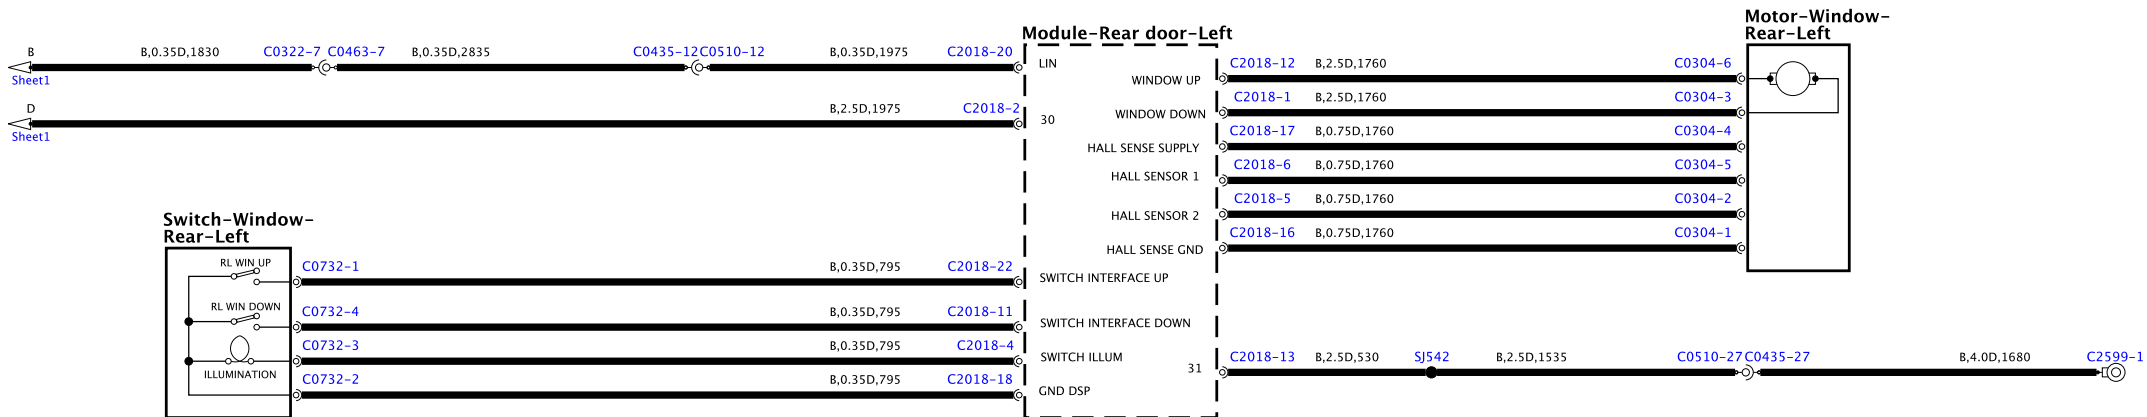 Motor-Window-
Rear-Left
Module-Rear door-Left
B B,0.35D,1830 C0322-7 C0463-7 B,0.35D,2835 C0435-12 C0510-12 B,0.35D,1975 C2018-20
Sheet1
LIN
C2018-12 B,2.5D,1760 C0304-6
WINDOW UP
D B,2.5D,1975 C2018-2
Sheet1
30
C2018-1 B,2.5D,1760 C0304-3
WINDOW DOWN
C2018-17 B,0.75D,1760 C0304-4
HALL SENSE SUPPLY
C2018-6 B,0.75D,1760 C0304-5
HALL SENSOR 1
C2018-5 B,0.75D,1760 C0304-2
HALL SENSOR 2
C2018-16 B,0.75D,1760 C0304-1
HALL SENSE GND
Switch-Window-
Rear-Left
RL WIN UP
C0732-1 B,0.35D,795 C2018-22
SWITCH INTERFACE UP
RL WIN DOWN
C0732-4 B,0.35D,795 C2018-11
SWITCH INTERFACE DOWN
C0732-3 B,0.35D,795 C2018-4
SWITCH ILLUM
ILLUMINATION
C0732-2 B,0.35D,795 C2018-18
GND DSP
31
C2018-13 B,2.5D,530 SJ542 B,2.5D,1535 C0510-27 C0435-27 B,4.0D,1680 C2599-1